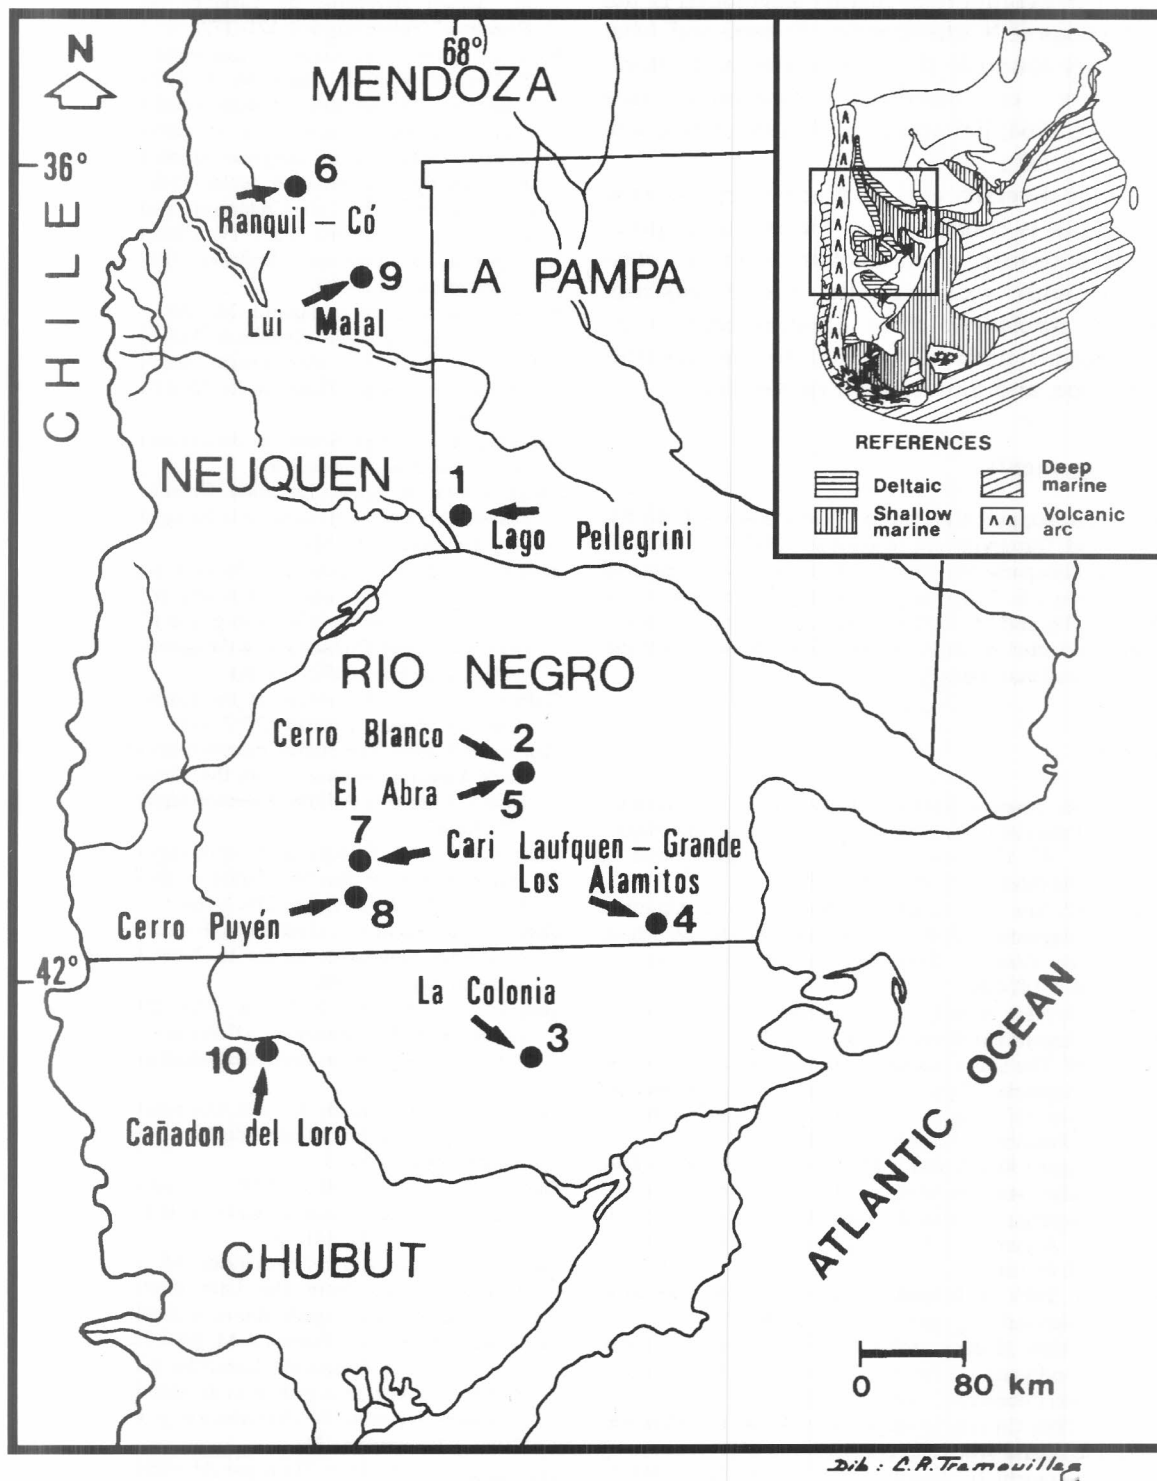 N
68°
MENDOZA
36°
6
Ranquil – Có
CHILE
9
Lui Malal
LA PAMPA
NEUQUEN
1
Lago Pellegrini
REFERENCES
Deltaic
Deep
marine
Shallow
marine
Volcanic
arc
RIO NEGRO
Cerro Blanco
2
El Abra
5
7
Cari Laufquen – Grande
Los Alamitos
8
4
Cerro Puyén
42°
La Colonia
3
10
Cañadon del Loro
ATLANTIC OCEAN
CHUBUT
0 80 km
Dib: C.R.Tremouilles